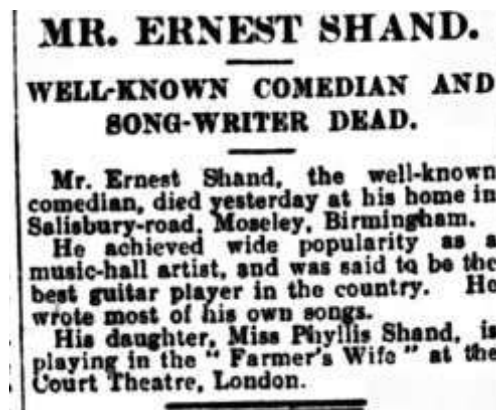 MR. ERNEST SHAND.
WELL-KNOWN COMEDIAN AND
SONG-WRITER DEAD.
Mr. Ernest Shand, the well-known
comedian, died yesterday at his home in
Salisbury-road, Moseley, Birmingham.
He achieved wide popularity as a
music-hall artist, and was said to be the
best guitar player in the country. He
wrote most of his own songs.
His daughter, Miss Phyllis Shand, is
playing in the " Farmer's Wife " at the
Court Theatre, London.